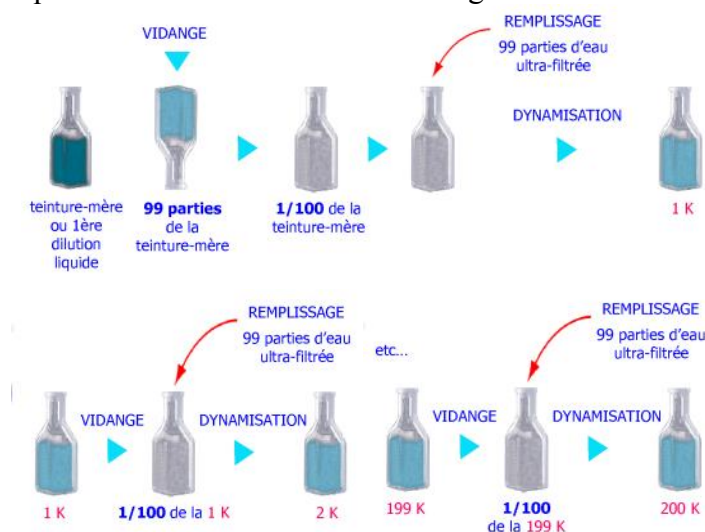 VIDANGE
REMPLISSAGE
99 parties d'eau
ultra-filtrée
DYNAMISATION
teinture-mère
ou 1ère
dilution
liquide
99 parties
de la
teinture-mère
1/100 de la
teinture-mère
1 K
REMPLISSAGE
99 parties d'eau
ultra-filtrée
VIDANGE
DYNAMISATION
1 K
1/100 de la 1 K
2 K
etc...
REMPLISSAGE
99 parties d'eau
ultra-filtrée
VIDANGE
DYNAMISATION
199 K
1/100
de la 199 K
200 K